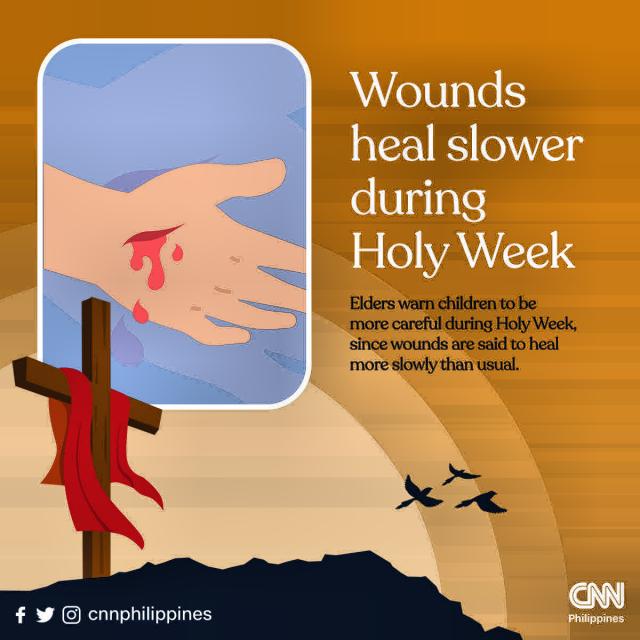 Wounds
heal slower
during
Holy Week
Elders warn children to be
more careful during Holy Week,
since wounds are said to heal
more slowly than usual.
cnnphilippines
CNN
Philippines